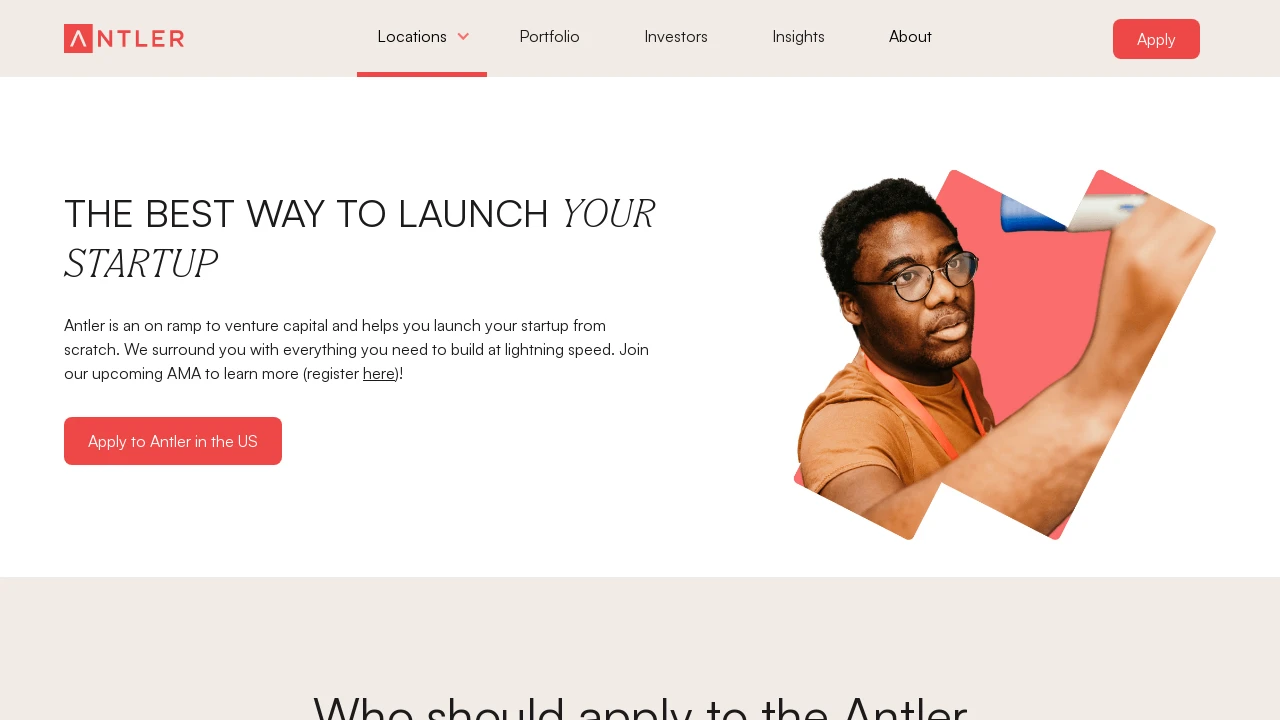 ANTLER
Locations
Portfolio
Investors
Insights
About
Apply
THE BEST WAY TO LAUNCH YOUR
STARTUP
Antler is an on ramp to venture capital and helps you launch your startup from
scratch. We surround you with everything you need to build at lightning speed. Join
our upcoming AMA to learn more (register here)!
Apply to Antler in the US
Who should apply to the Antler